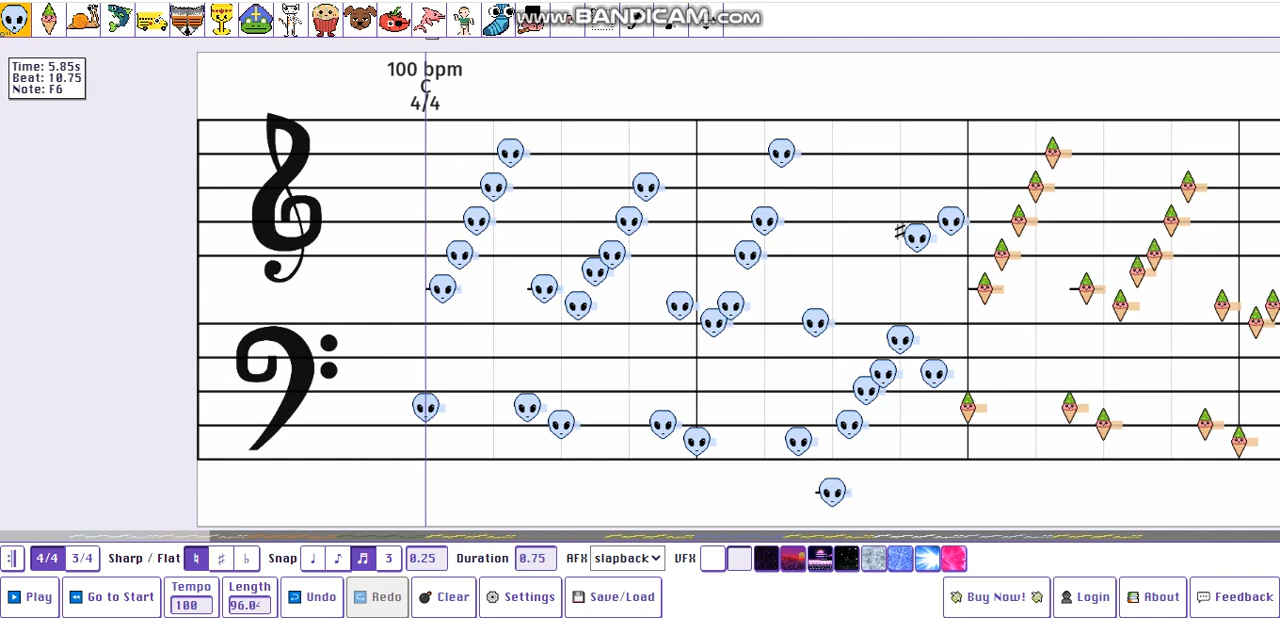 www.BANDICAM.com
Time: 5.85s
Beat: 10.75
Note: F6
100 bpm
C
4/4
4/4 3/4 Sharp / Flat Snap 3 0.25 Duration 0.75 AFX slapback VFX
Play Go to Start Tempo 100 Length 96.0 Undo Redo Clear Settings Save/Load Buy Now! Login About Feedback